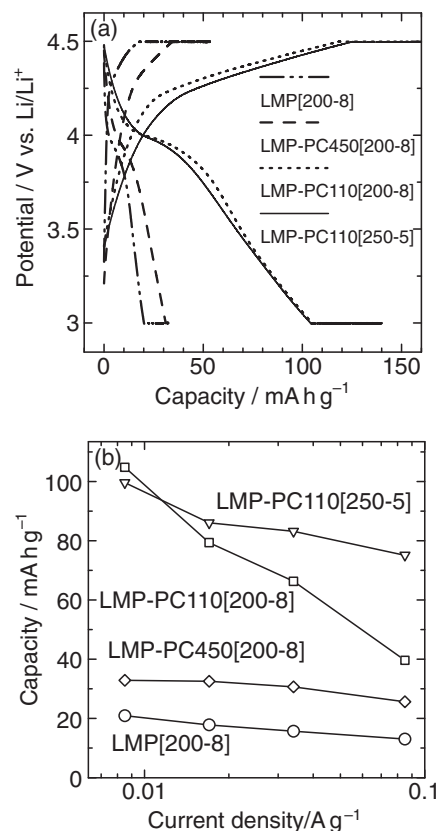 (a)
4.5
4
3.5
3
Potential / V vs. Li/Li⁺
LMP[200-8]
LMP-PC450[200-8]
LMP-PC110[200-8]
LMP-PC110[250-5]
0 50 100 150
Capacity / mA h g⁻¹
(b)
100
80
60
40
20
0
Capacity / mA h g⁻¹
LMP-PC110[250-5]
LMP-PC110[200-8]
LMP-PC450[200-8]
LMP[200-8]
0.01 0.1
Current density/A g⁻¹